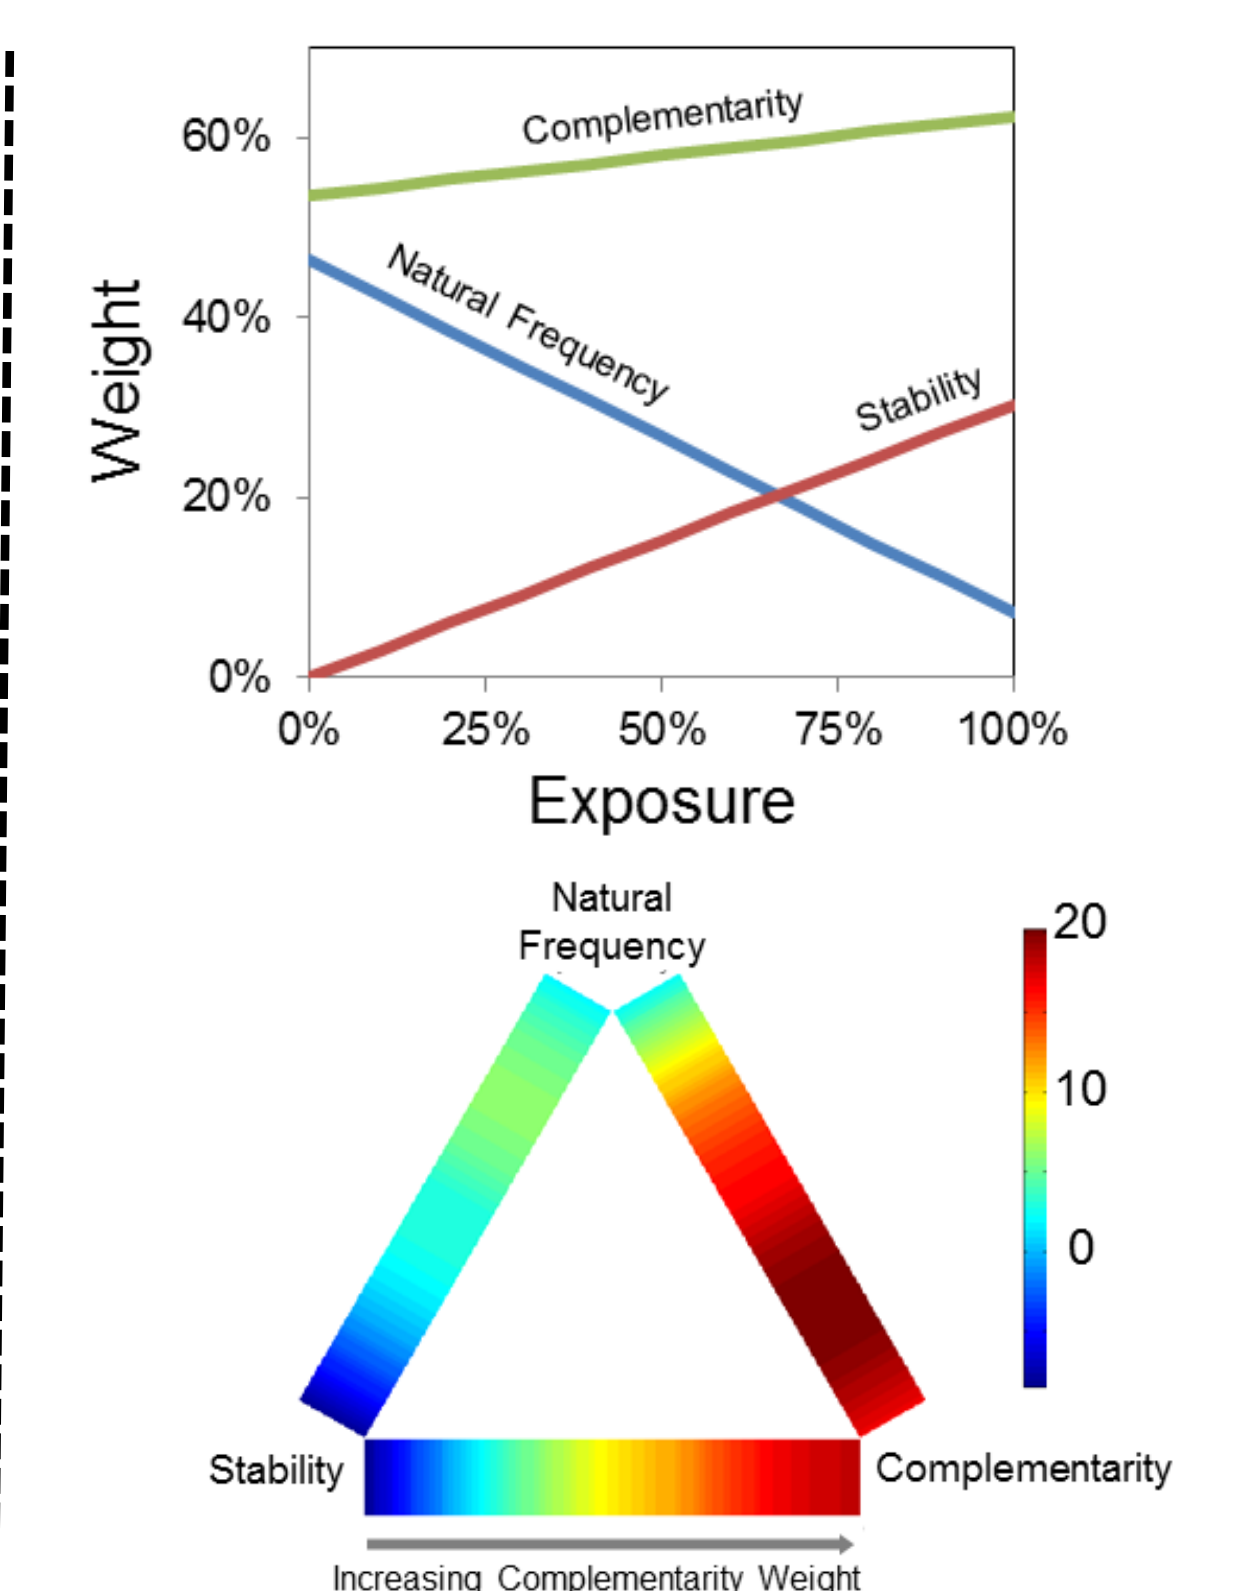 Complementarity
60%
Natural Frequency
40%
Weight
Stability
20%
0%
0% 25% 50% 75% 100%
Exposure
Natural
Frequency
20
10
0
Stability
Complementarity
Increasing Complementarity Weight